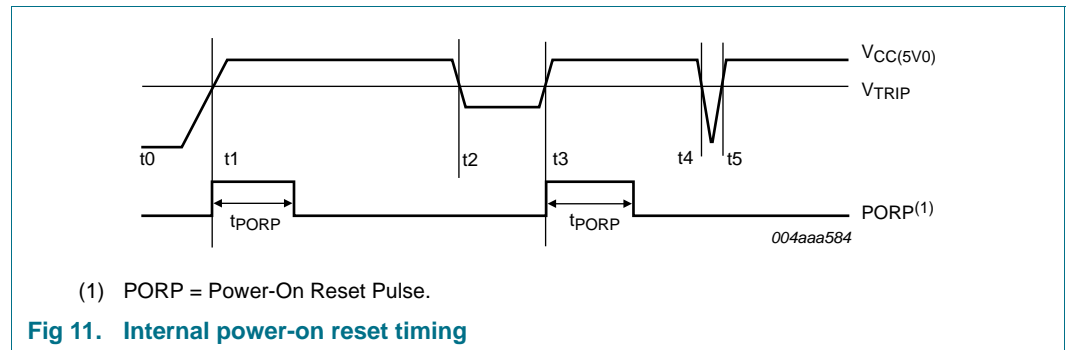 VCC(5V0)
VTRIP
t0 t1 t2 t3 t4 t5
PORP(1)
tPORP tPORP
004aaa584
(1) PORP = Power-On Reset Pulse.
Fig 11. Internal power-on reset timing